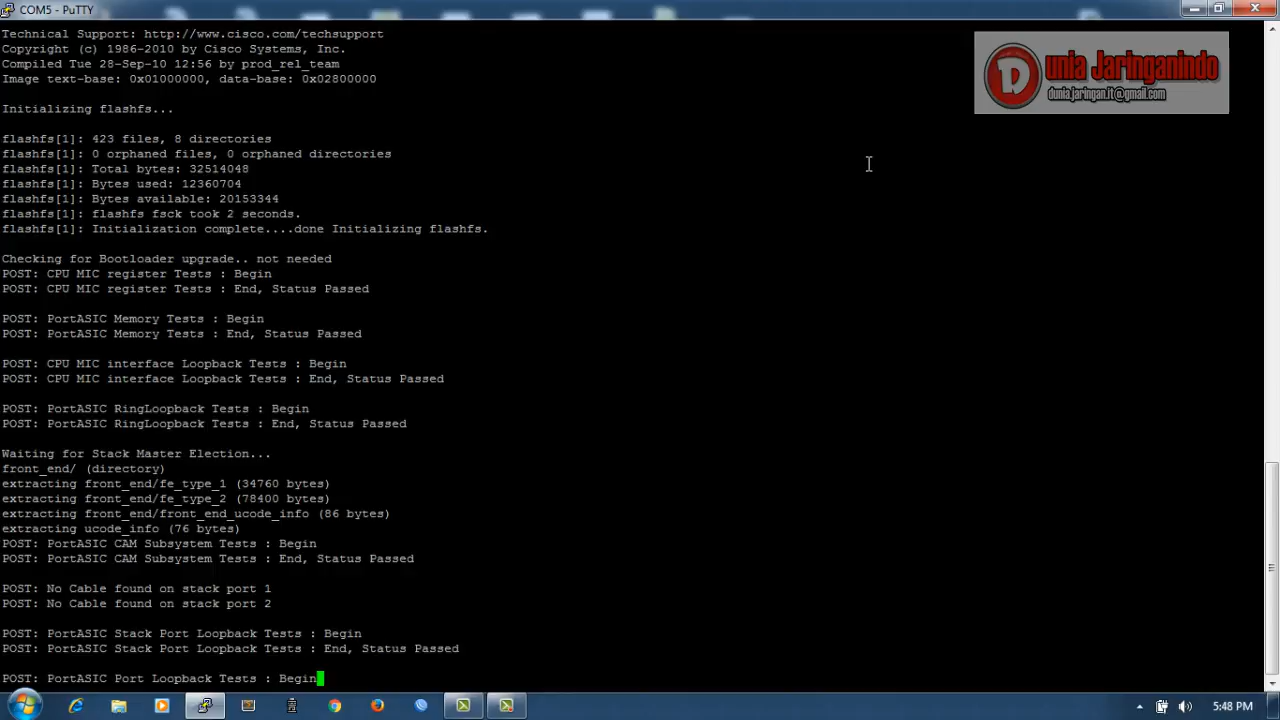 COM5 - PuTTY
Technical Support: http://www.cisco.com/techsupport
Copyright (c) 1986-2010 by Cisco Systems, Inc.
Compiled Tue 28-Sep-10 12:56 by prod_rel_team
Image text-base: 0x01000000, data-base: 0x02800000
D unia Jaringanindo
dunia.jaringan.it@gmail.com
Initializing flashfs...
flashfs[1]: 423 files, 8 directories
flashfs[1]: 0 orphaned files, 0 orphaned directories
flashfs[1]: Total bytes: 32514048
flashfs[1]: Bytes used: 12360704
flashfs[1]: Bytes available: 20153344
flashfs[1]: flashfs fsck took 2 seconds.
flashfs[1]: Initialization complete....done Initializing flashfs.
Checking for Bootloader upgrade.. not needed
POST: CPU MIC register Tests : Begin
POST: CPU MIC register Tests : End, Status Passed
POST: PortASIC Memory Tests : Begin
POST: PortASIC Memory Tests : End, Status Passed
POST: CPU MIC interface Loopback Tests : Begin
POST: CPU MIC interface Loopback Tests : End, Status Passed
POST: PortASIC RingLoopback Tests : Begin
POST: PortASIC RingLoopback Tests : End, Status Passed
Waiting for Stack Master Election...
front_end/ (directory)
extracting front_end/fe_type_1 (34760 bytes)
extracting front_end/fe_type_2 (78400 bytes)
extracting front_end/front_end_ucode_info (86 bytes)
extracting ucode_info (76 bytes)
POST: PortASIC CAM Subsystem Tests : Begin
POST: PortASIC CAM Subsystem Tests : End, Status Passed
POST: No Cable found on stack port 1
POST: No Cable found on stack port 2
POST: PortASIC Stack Port Loopback Tests : Begin
POST: PortASIC Stack Port Loopback Tests : End, Status Passed
POST: PortASIC Port Loopback Tests : Begin
5:48 PM